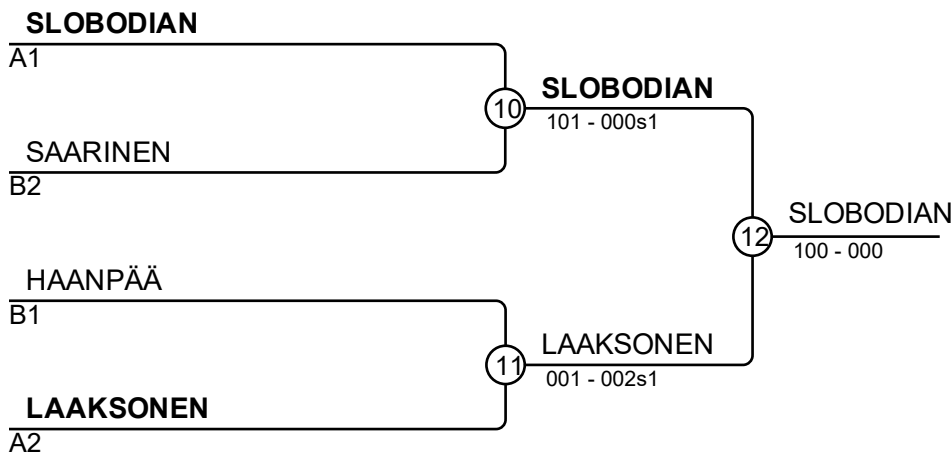 SLOBODIAN
A1
SAARINEN
B2
HAANPÄÄ
B1
LAAKSONEN
A2
10
SLOBODIAN
101 - 000s1
11
LAAKSONEN
001 - 002s1
12
SLOBODIAN
100 - 000